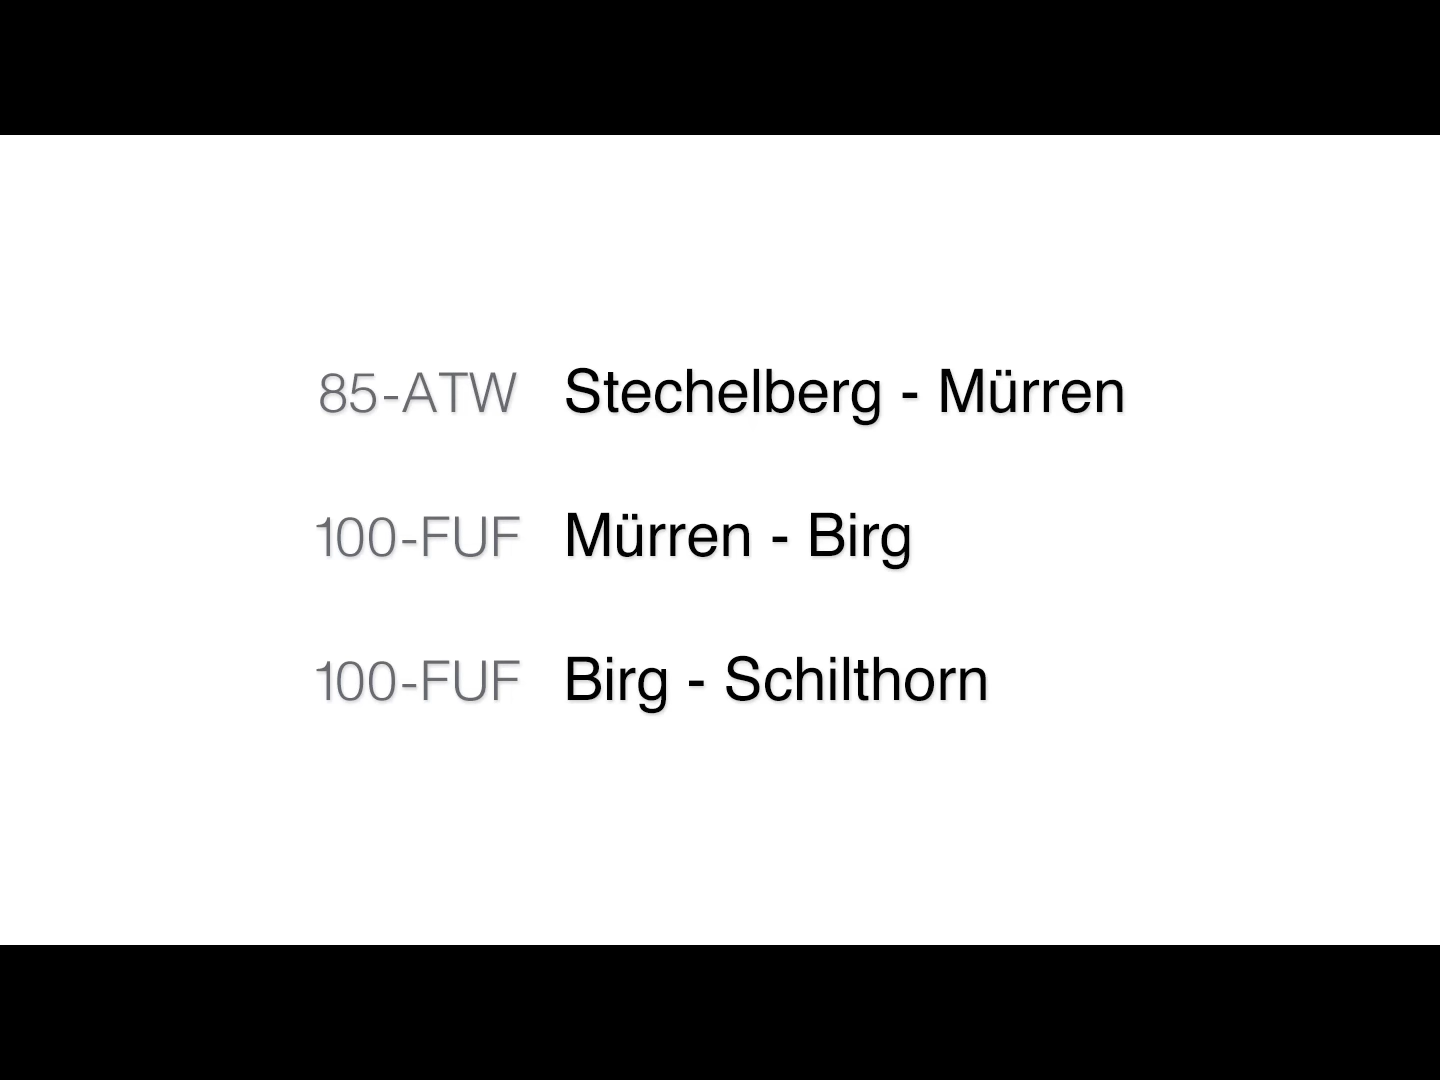 85-ATW Stechelberg - Mürren
100-FUF Mürren - Birg
100-FUF Birg - Schilthorn